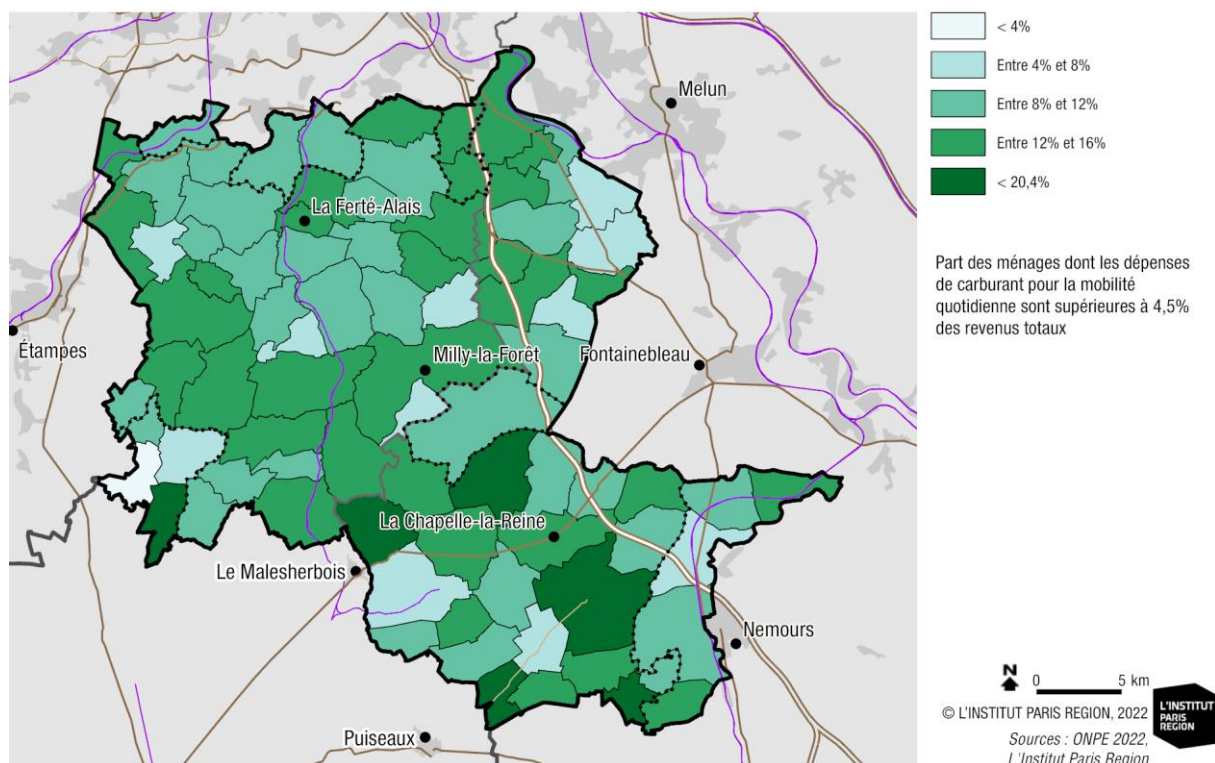 Melun
La Ferté-Alais
Étampes
Milly-la-Forêt
Fontainebleau
La Chapelle-la-Reine
Le Malesherbois
Nemours
Puiseaux
< 4%
Entre 4% et 8%
Entre 8% et 12%
Entre 12% et 16%
< 20,4%
Part des ménages dont les dépenses
de carburant pour la mobilité
quotidienne sont supérieures à 4,5%
des revenus totaux
N
0 5 km
© L'INSTITUT PARIS REGION, 2022
Sources : ONPE 2022,
L'Institut Paris Region
L'INSTITUT
PARIS
REGION